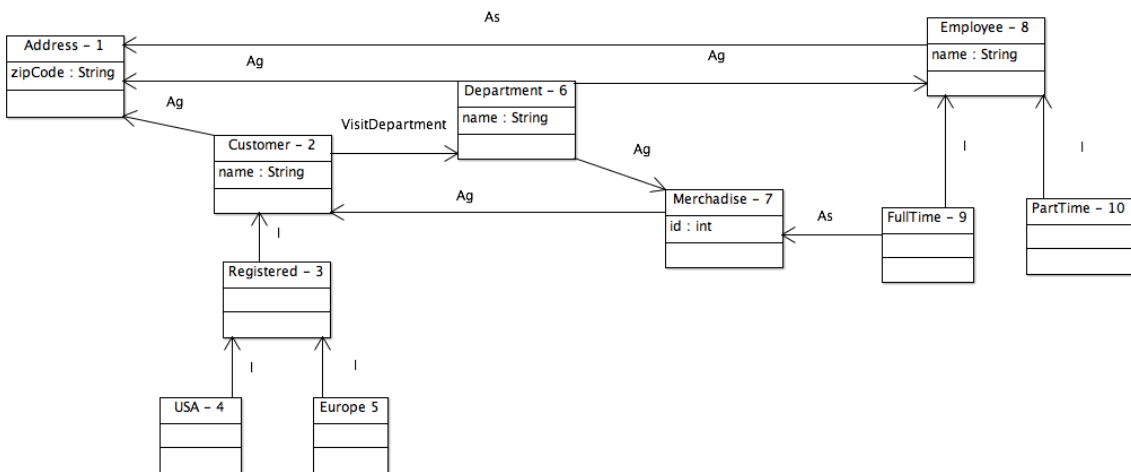 As
Employee - 8
name : String
Address - 1
zipCode : String
Ag
Ag
Department - 6
name : String
Ag
VisitDepartment
Customer - 2
name : String
Ag
I
I
Merchadise - 7
id : int
Ag
As
FullTime - 9
PartTime - 10
I
Registered - 3
I
I
USA - 4
Europe 5